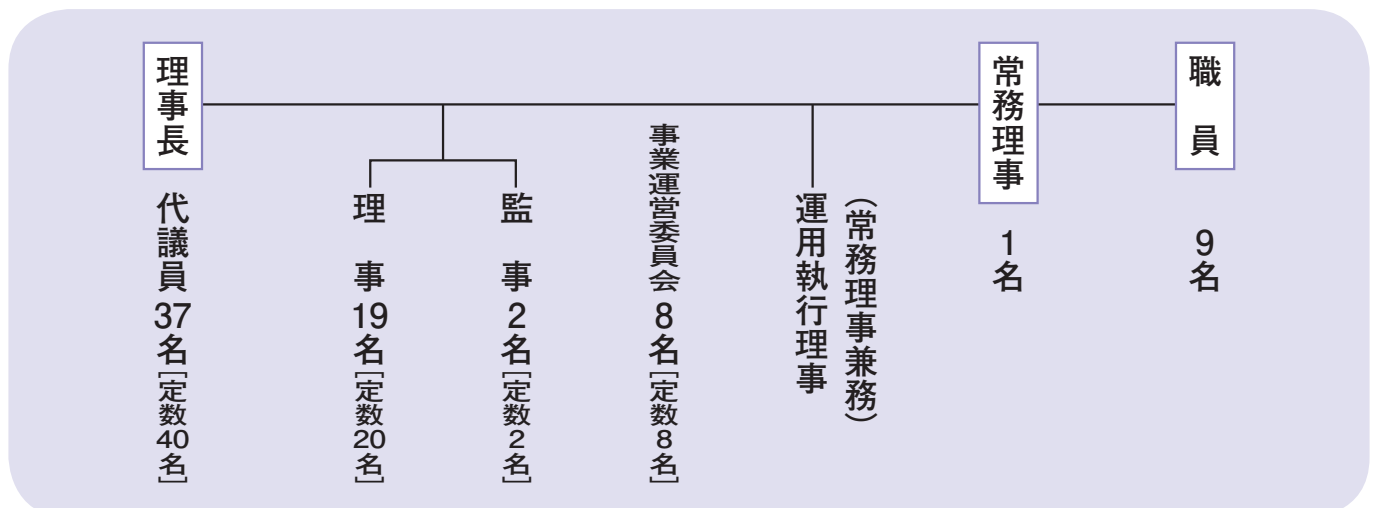 理事長
代議員37名[定数40名]
理　事19名[定数20名]
監　事2名[定数2名]
事業運営委員会8名[定数8名]
運用執行理事
(常務理事兼務)
常務理事
1名
職　員
9名